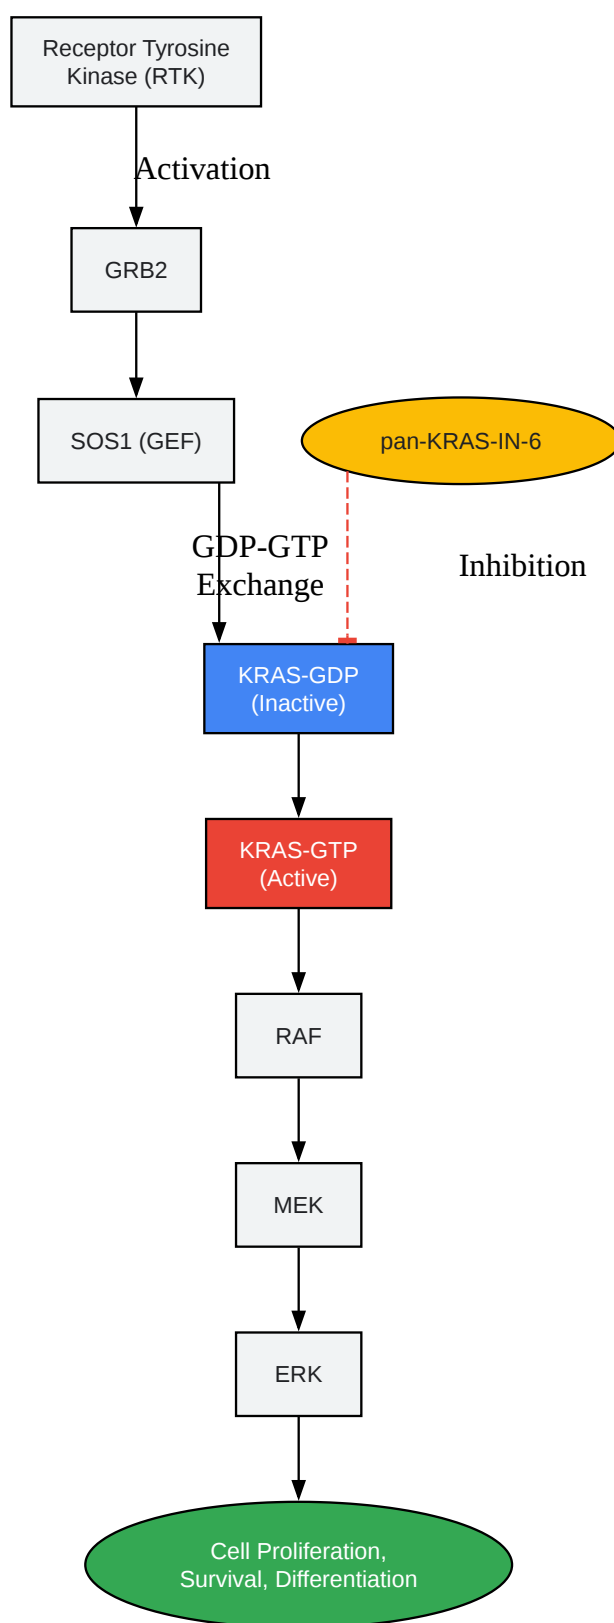 Receptor Tyrosine
Kinase (RTK)
Activation
GRB2
SOS1 (GEF)
pan-KRAS-IN-6
GDP-GTP
Exchange
Inhibition
KRAS-GDP
(Inactive)
KRAS-GTP
(Active)
RAF
MEK
ERK
Cell Proliferation,
Survival, Differentiation